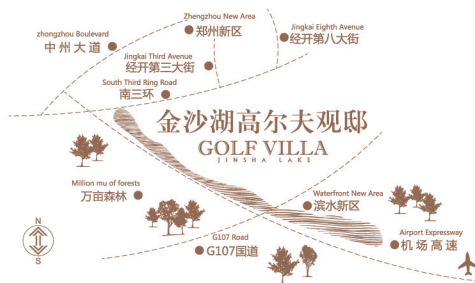 Zhengzhou New Area
郑州新区
zhongzhou Boulevard
中州大道
Jingkai Eighth Avenue
经开第八大街
Jingkai Third Avenue
经开第三大街
South Third Ring Road
南三环
金沙湖高尔夫观邸
GOLF VILLA
JINSHA LAKE
Million mu of forests
万亩森林
Waterfront New Area
滨水新区
G107 Road
G107国道
Airport Expressway
机场高速
N
S